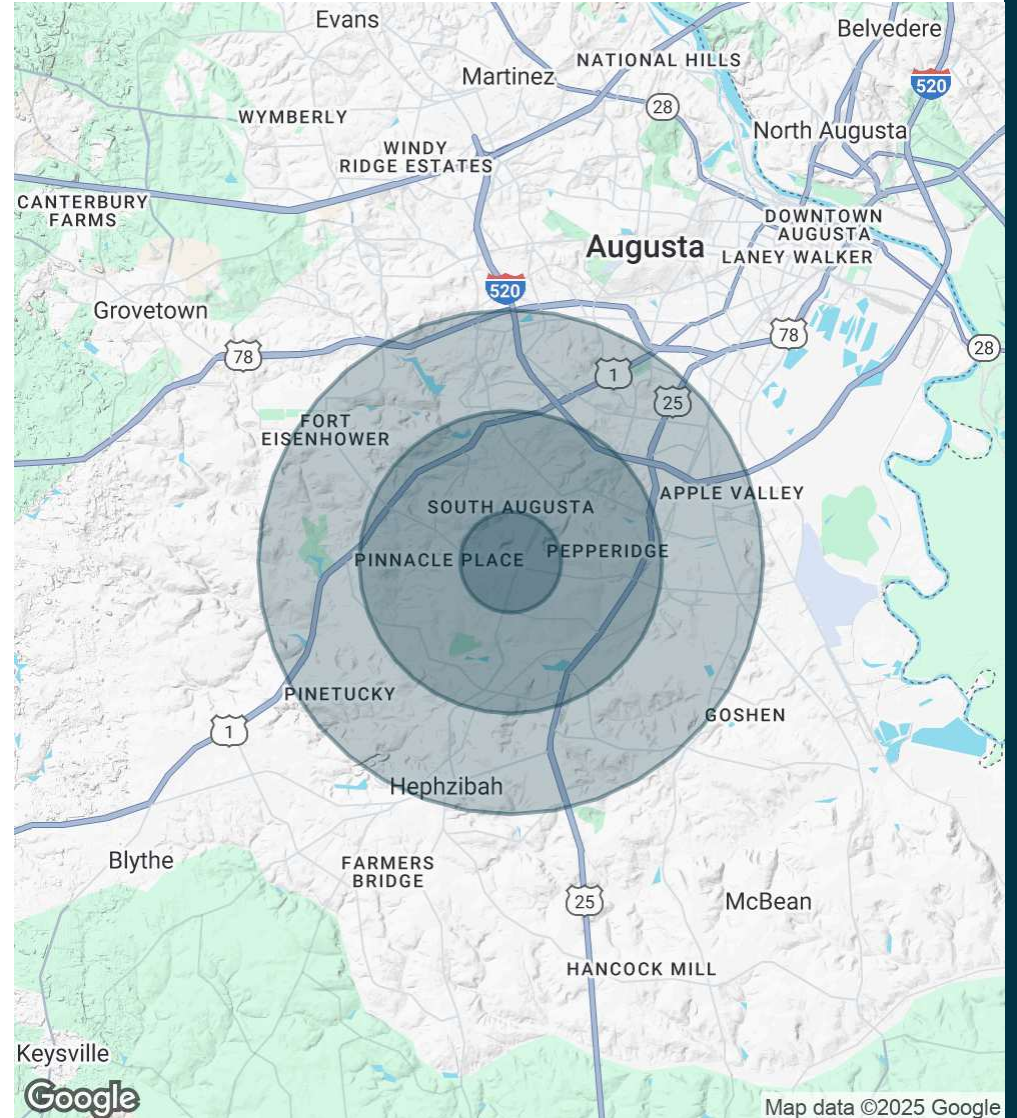 Evans
Belvedere
NATIONAL HILLS
520
Martinez
28
WYMBERLY
North Augusta
WINDY
RIDGE ESTATES
CANTERBURY
FARMS
DOWNTOWN
AUGUSTA
Augusta
LANEY WALKER
520
Grovetown
78
28
78
1
25
FORT
EISENHOWER
APPLE VALLEY
SOUTH AUGUSTA
PEPPERIDGE
PINNACLE PLACE
PINETUCKY
GOSHEN
1
Hephzibah
Blythe
FARMERS
BRIDGE
25
McBean
HANCOCK MILL
Keysville
Google
Map data ©2025 Google